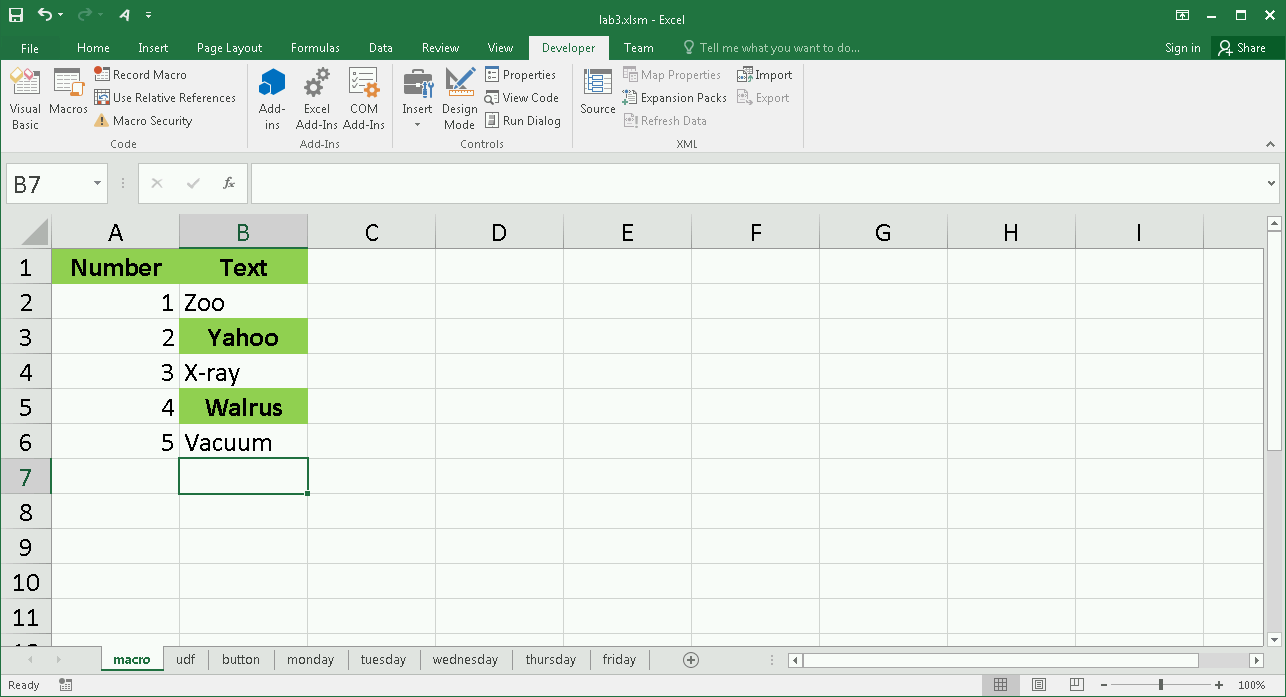 lab3.xlsm - Excel
File Home Insert Page Layout Formulas Data Review View Developer Team Tell me what you want to do... Sign in Share
Visual Basic
Macros
Record Macro
Use Relative References
Macro Security
Code
Add-ins
Excel Add-Ins
COM Add-Ins
Add-Ins
Insert
Design Mode
Properties
View Code
Run Dialog
Controls
Source
Map Properties
Expansion Packs
Refresh Data
Import
Export
XML
B7 fx
A B C D E F G H I
1 Number Text
2 1 Zoo
3 2 Yahoo
4 3 X-ray
5 4 Walrus
6 5 Vacuum
7
8
9
10
11
macro udf button monday tuesday wednesday thursday friday
Ready 100%